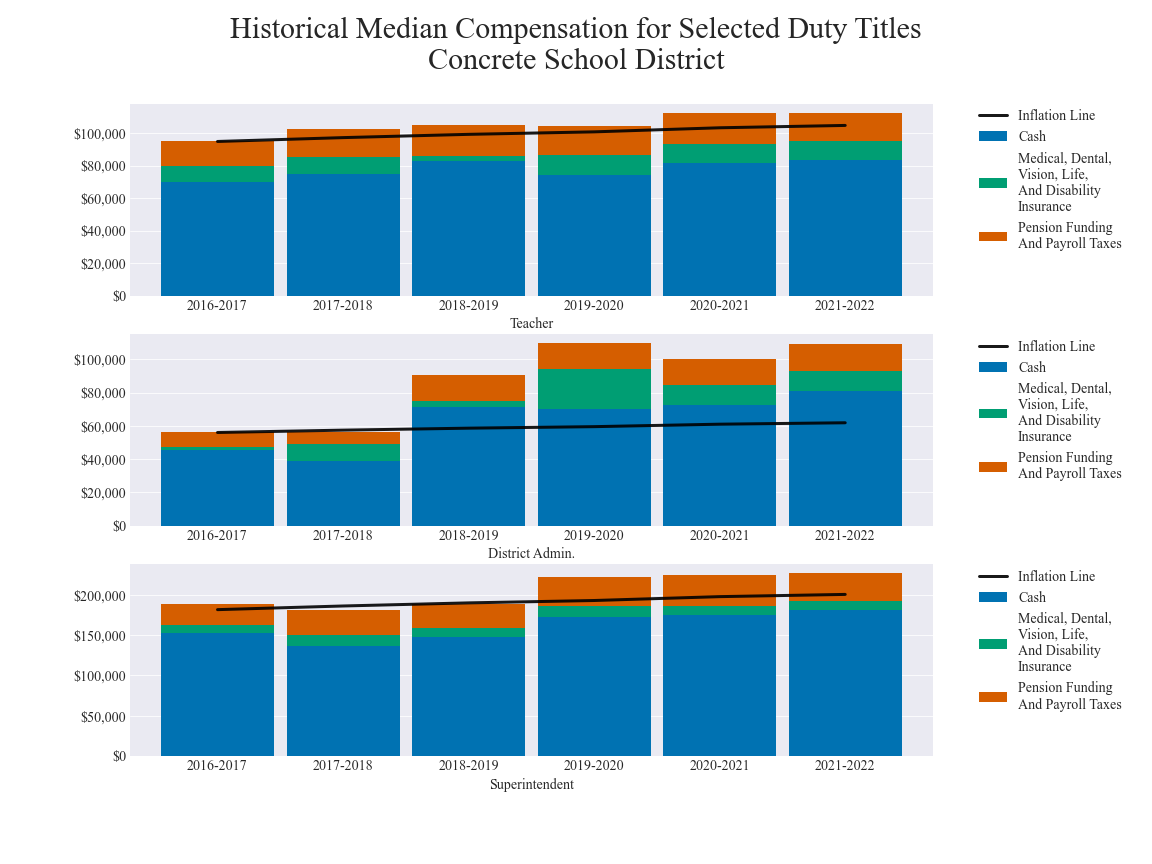 Historical Median Compensation for Selected Duty Titles
Concrete School District
$100,000
$80,000
$60,000
$40,000
$20,000
$0
2016-2017 2017-2018 2018-2019 2019-2020 2020-2021 2021-2022
Teacher
Inflation Line
Cash
Medical, Dental,
Vision, Life,
And Disability
Insurance
Pension Funding
And Payroll Taxes
$100,000
$80,000
$60,000
$40,000
$20,000
$0
2016-2017 2017-2018 2018-2019 2019-2020 2020-2021 2021-2022
District Admin.
Inflation Line
Cash
Medical, Dental,
Vision, Life,
And Disability
Insurance
Pension Funding
And Payroll Taxes
$200,000
$150,000
$100,000
$50,000
$0
2016-2017 2017-2018 2018-2019 2019-2020 2020-2021 2021-2022
Superintendent
Inflation Line
Cash
Medical, Dental,
Vision, Life,
And Disability
Insurance
Pension Funding
And Payroll Taxes